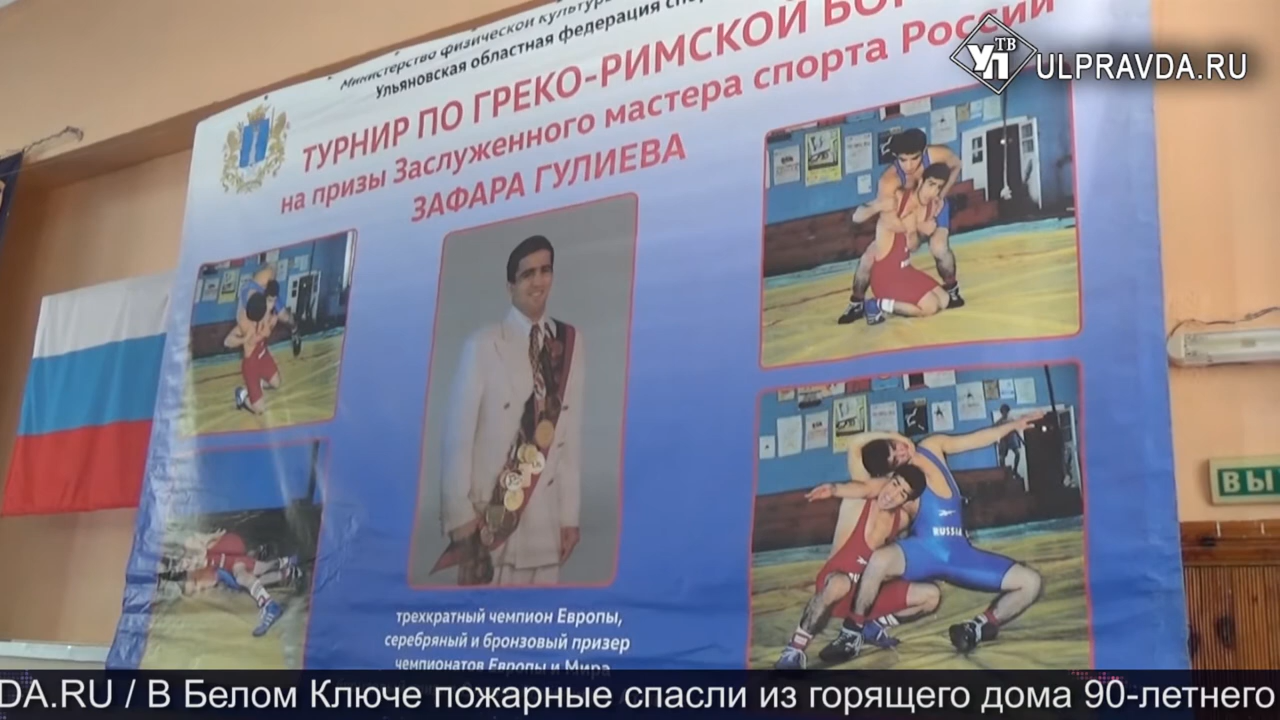 Министерство физической культуры
Ульяновская областная федерация
ТУРНИР ПО ГРЕКО-РИМСКОЙ
на призы Заслуженного мастера спорта России
ЗАФАРА ГУЛИЕВА
УП ТВ ULPRAVDA.RU
RUSSIA
ВЫ
трехкратный чемпион Европы,
серебряный и бронзовый призер
чемпионатов Европы и Мира
DA.RU / В Белом Ключе пожарные спасли из горящего дома 90-летнего